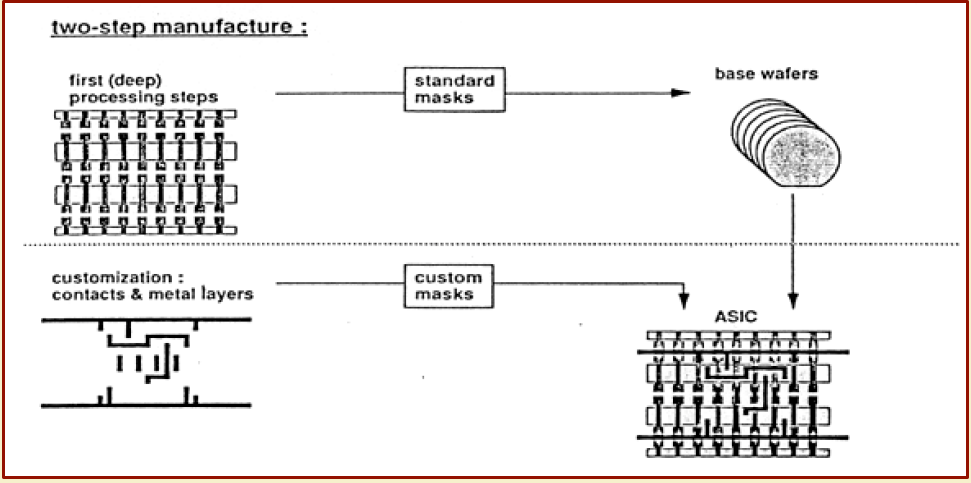 two-step manufacture :
first (deep)
processing steps
standard
masks
base wafers
customization :
contacts & metal layers
custom
masks
ASIC